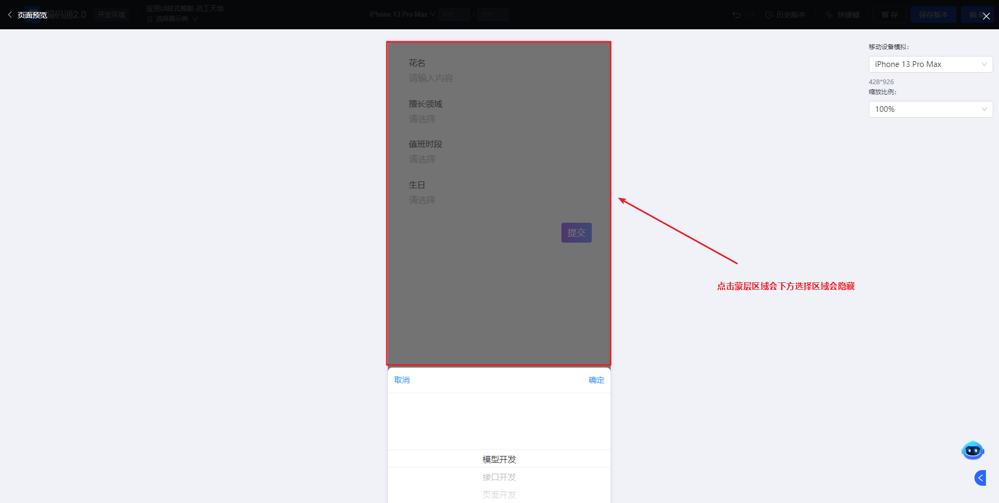 页面预览
编码通2.0
开发环境
应用UI样式模板-员工天地
选择器示例
iPhone 13 Pro Max
428
×
926
历史版本
快捷键
暂 存
保存版本
编
花名
请输入内容
擅长领域
请选择
值班时段
请选择
生日
请选择
提交
移动设备模拟：
iPhone 13 Pro Max
428*926
缩放比例：
100%
点击蒙层区域会下方选择区域会隐藏
取消
确定
模型开发
接口开发
页面开发